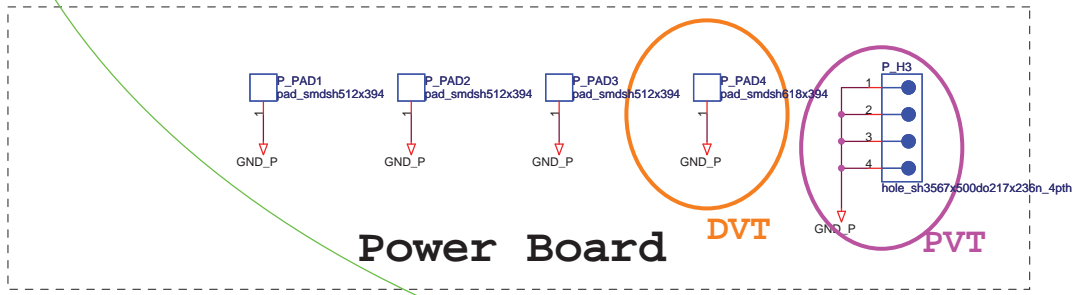 P_PAD1
pad_smdsh512x394
1
GND_P
P_PAD2
pad_smdsh512x394
1
GND_P
P_PAD3
pad_smdsh512x394
1
GND_P
P_PAD4
pad_smdsh618x394
1
GND_P
DVT
P_H3
1
2
3
4
hole_sh3567x500do217x236n_4pth
GND_P
PVT
Power Board